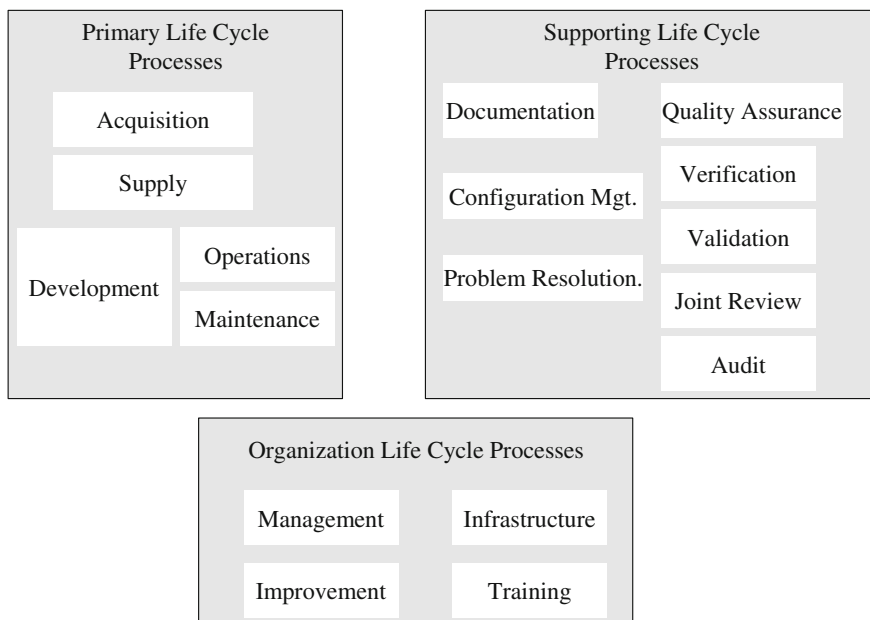 Primary Life Cycle
Processes
Acquisition
Supply
Development
Operations
Maintenance
Supporting Life Cycle
Processes
Documentation
Configuration Mgt.
Problem Resolution.
Quality Assurance
Verification
Validation
Joint Review
Audit
Organization Life Cycle Processes
Management
Infrastructure
Improvement
Training